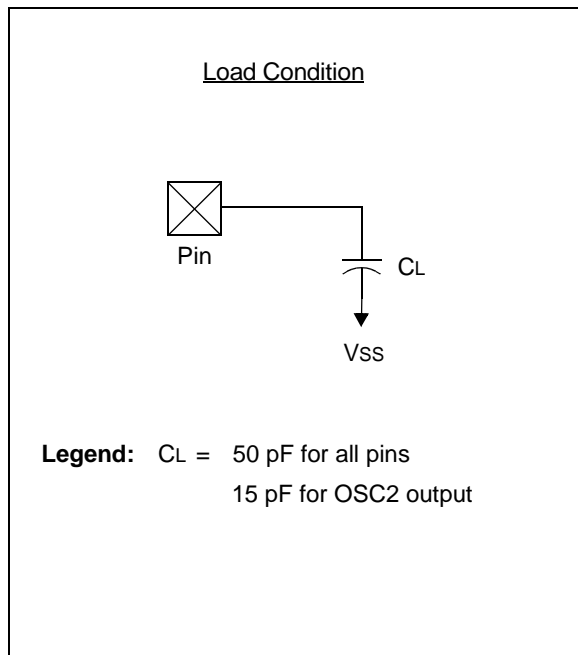 Load Condition
Pin
CL
VSS
Legend: CL = 50 pF for all pins
15 pF for OSC2 output